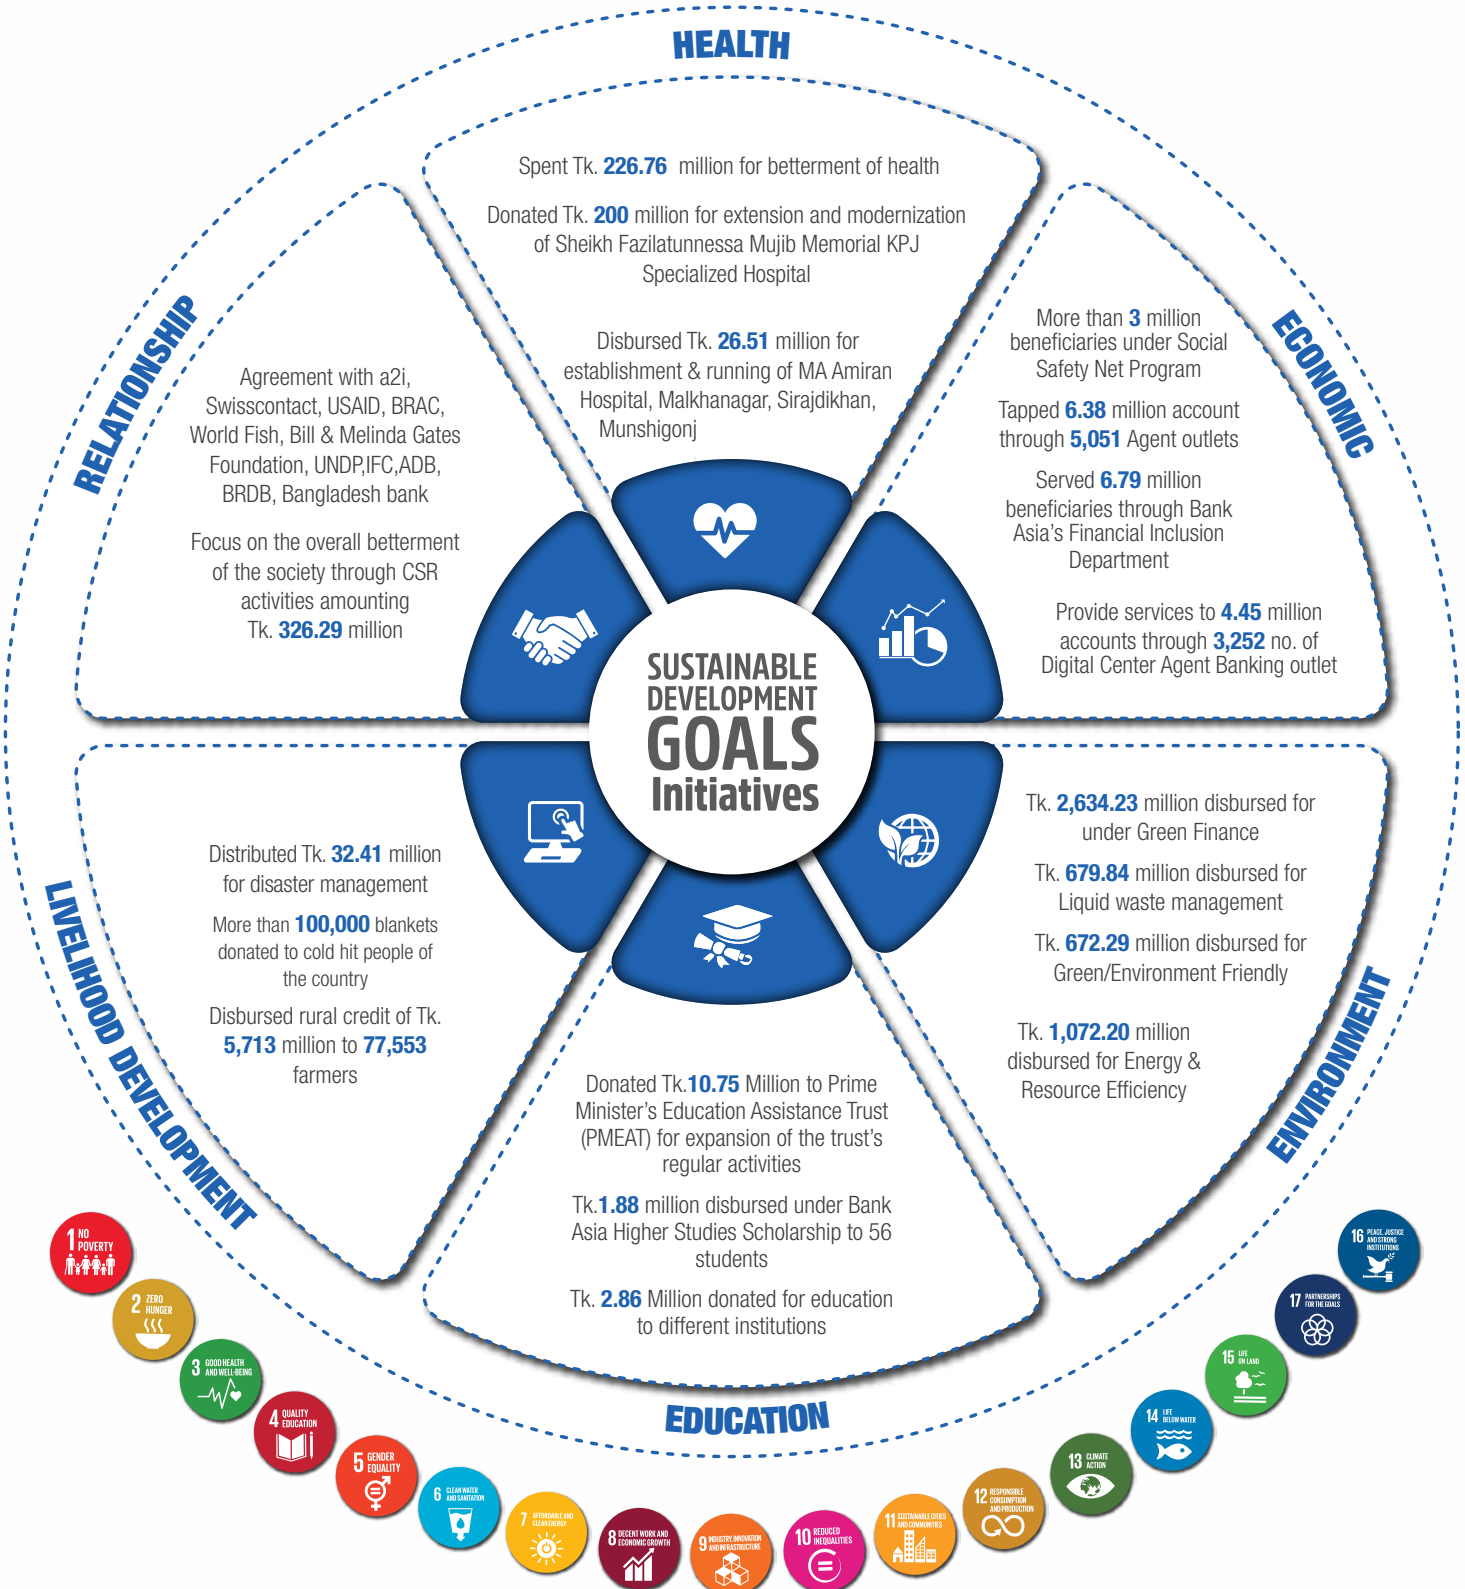 HEALTH
Spent Tk. 226.76 million for betterment of health
Donated Tk. 200 million for extension and modernization
of Sheikh Fazilatunnessa Mujib Memorial KPJ
Specialized Hospital
Disbursed Tk. 26.51 million for
establishment & running of MA Amiran
Hospital, Malkhanagar, Sirajdikhan,
Munshigonj
ECONOMIC
More than 3 million
beneficiaries under Social
Safety Net Program
Tapped 6.38 million account
through 5,051 Agent outlets
Served 6.79 million
beneficiaries through Bank
Asia's Financial Inclusion
Department
Provide services to 4.45 million
accounts through 3,252 no. of
Digital Center Agent Banking outlet
RELATIONSHIP
Agreement with a2i,
Swisscontact, USAID, BRAC,
World Fish, Bill & Melinda Gates
Foundation, UNDP,IFC,ADB,
BRDB, Bangladesh bank
Focus on the overall betterment
of the society through CSR
activities amounting
Tk. 326.29 million
SUSTAINABLE
DEVELOPMENT
GOALS
Initiatives
LIVELIHOOD DEVELOPMENT
Distributed Tk. 32.41 million
for disaster management
More than 100,000 blankets
donated to cold hit people of
the country
Disbursed rural credit of Tk.
5,713 million to 77,553
farmers
ENVIRONMENT
Tk. 2,634.23 million disbursed for
under Green Finance
Tk. 679.84 million disbursed for
Liquid waste management
Tk. 672.29 million disbursed for
Green/Environment Friendly
Tk. 1,072.20 million
disbursed for Energy &
Resource Efficiency
Donated Tk.10.75 Million to Prime
Minister's Education Assistance Trust
(PMEAT) for expansion of the trust's
regular activities
Tk.1.88 million disbursed under Bank
Asia Higher Studies Scholarship to 56
students
Tk. 2.86 Million donated for education
to different institutions
EDUCATION
1 NO
POVERTY
2 ZERO
HUNGER
3 GOOD HEALTH
AND WELL-BEING
4 QUALITY
EDUCATION
5 GENDER
EQUALITY
6 CLEAN WATER
AND SANITATION
7 AFFORDABLE AND
CLEAN ENERGY
8 DECENT WORK AND
ECONOMIC GROWTH
9 INDUSTRY, INNOVATION
AND INFRASTRUCTURE
10 REDUCED
INEQUALITIES
11 SUSTAINABLE CITIES
AND COMMUNITIES
12 RESPONSIBLE
CONSUMPTION
AND PRODUCTION
13 CLIMATE
ACTION
14 LIFE
BELOW WATER
15 LIFE
ON LAND
17 PARTNERSHIPS
FOR THE GOALS
16 PEACE, JUSTICE
AND STRONG
INSTITUTIONS